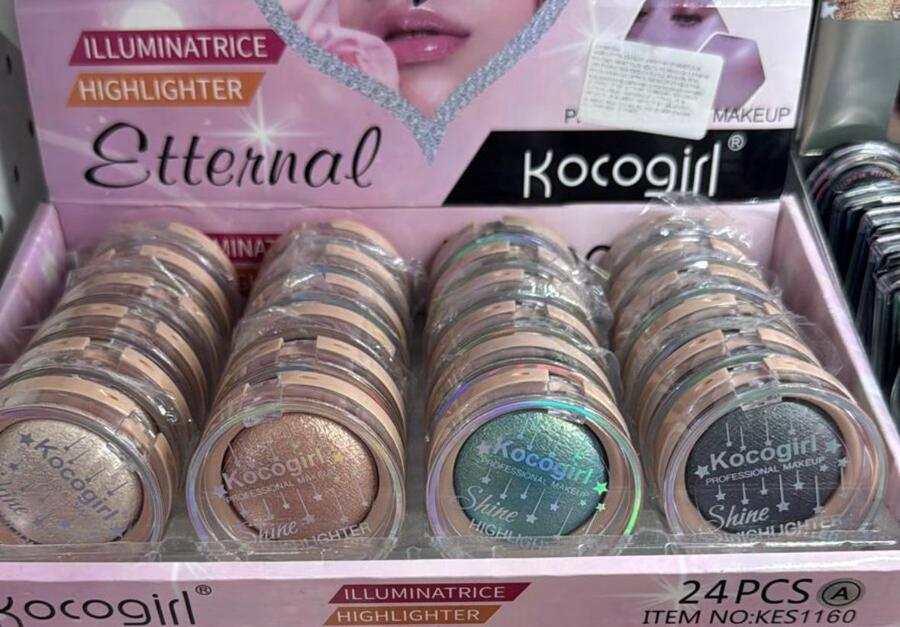 ILLUMINATRICE
HIGHLIGHTER
MAKEUP
Etternal
Kocogirl®
Kocogirl
Shine
Kocogirl
PROFESSIONAL MAKEUP
Shine
HIGHLIGHTER
Kocogirl
PROFESSIONAL MAKEUP
Shine
HIGHLIGHTER
Kocogirl
PROFESSIONAL MAKEUP
Shine
HIGHLIGHTER
Kocogirl®
ILLUMINATRICE
HIGHLIGHTER
24PCS A
ITEM NO:KES1160